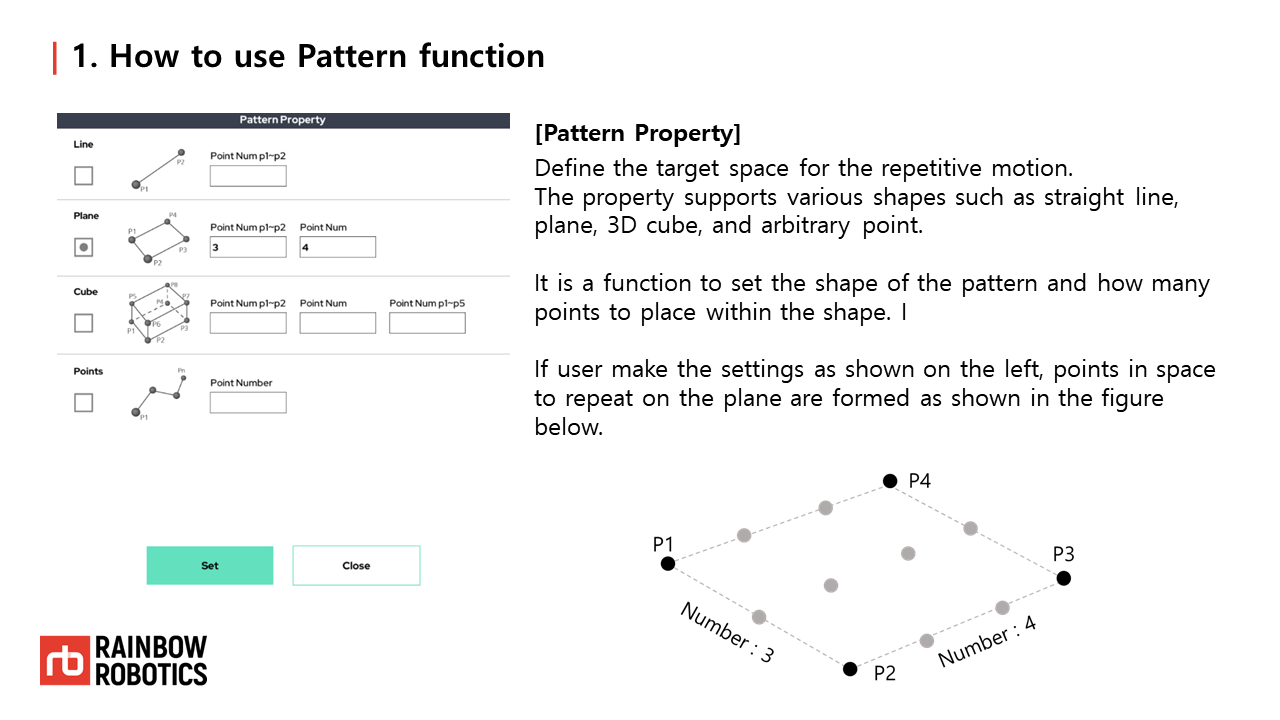 1. How to use Pattern function
Pattern Property
Line
P1
P2
Point Num p1~p2
Plane
P1
P2
P3
P4
Point Num p1~p2
3
Point Num
4
Cube
P5
P8
P7
P4
P6
P1
P3
P2
Point Num p1~p2
Point Num
Point Num p1~p5
Points
P1
Pn
Point Number
Set
Close
[Pattern Property]
Define the target space for the repetitive motion.
The property supports various shapes such as straight line,
plane, 3D cube, and arbitrary point.
It is a function to set the shape of the pattern and how many
points to place within the shape. I
If user make the settings as shown on the left, points in space
to repeat on the plane are formed as shown in the figure
below.
P4
P1
P3
Number : 3
Number : 4
P2
rb
RAINBOW
ROBOTICS